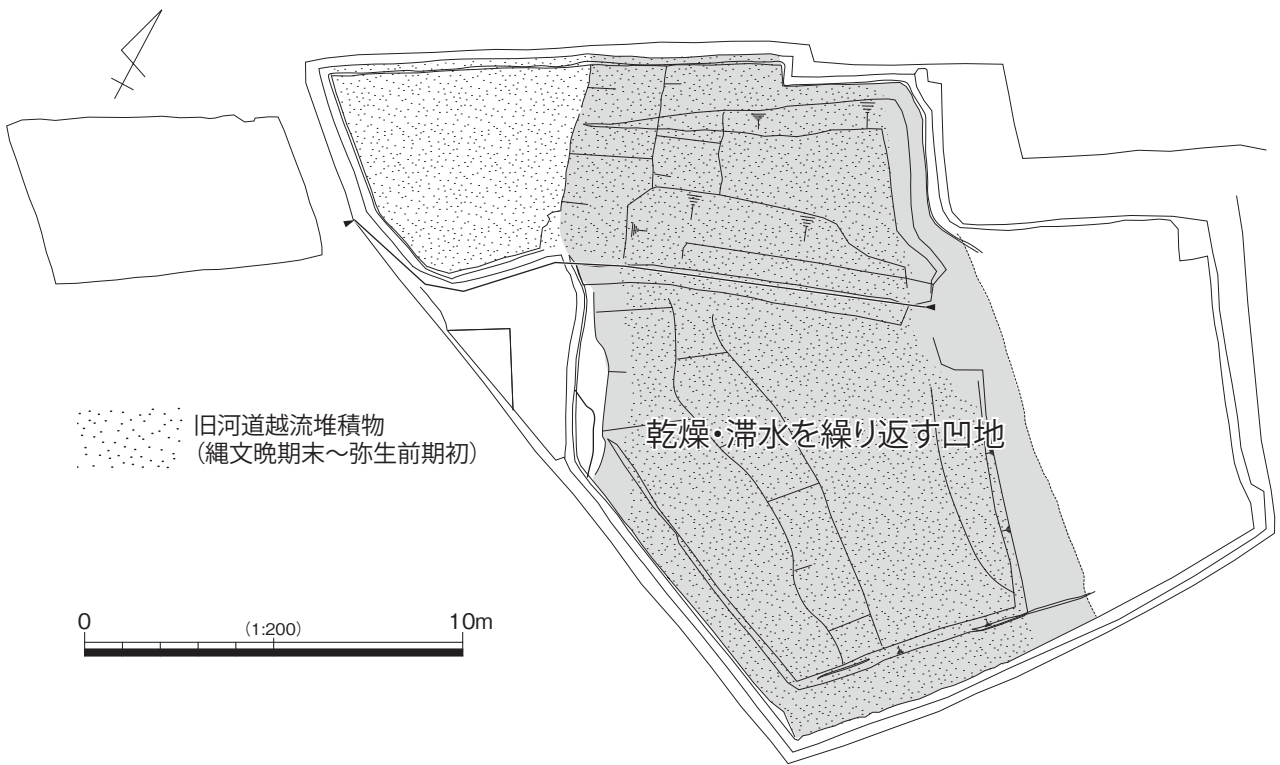 乾燥・滞水を繰り返す凹地
旧河道越流堆積物
（縄文晩期末～弥生前期初）
0
（1:200）
10m